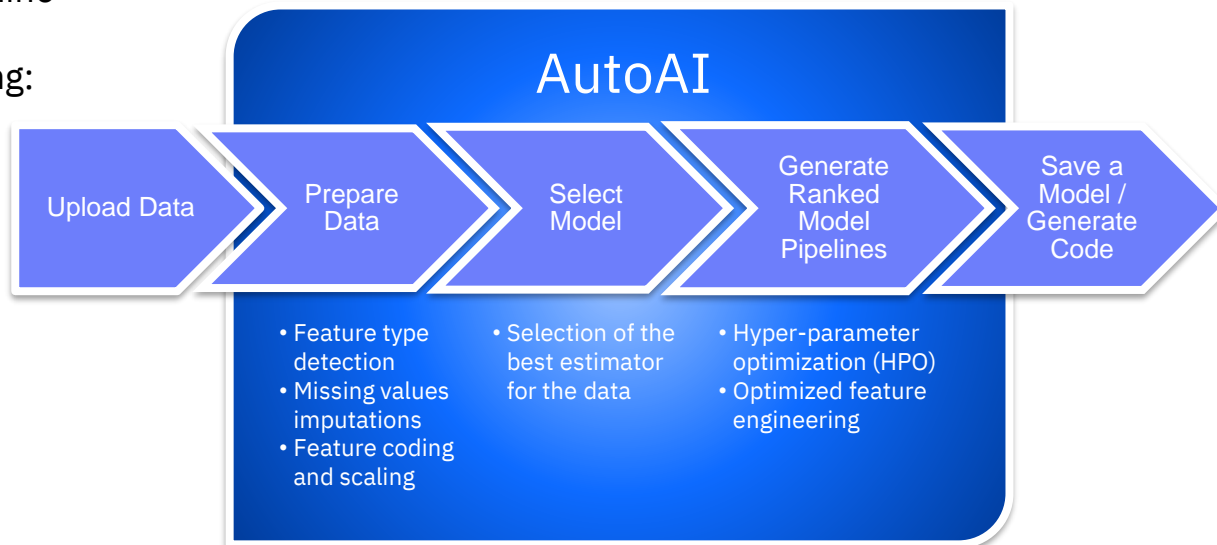 ng:
AutoAI
Upload Data
Prepare
Data
Select
Model
Generate
Ranked
Model
Pipelines
Save a
Model /
Generate
Code
• Feature type
detection
• Missing values
imputations
• Feature coding
and scaling
• Selection of the
best estimator
for the data
• Hyper-parameter
optimization (HPO)
• Optimized feature
engineering